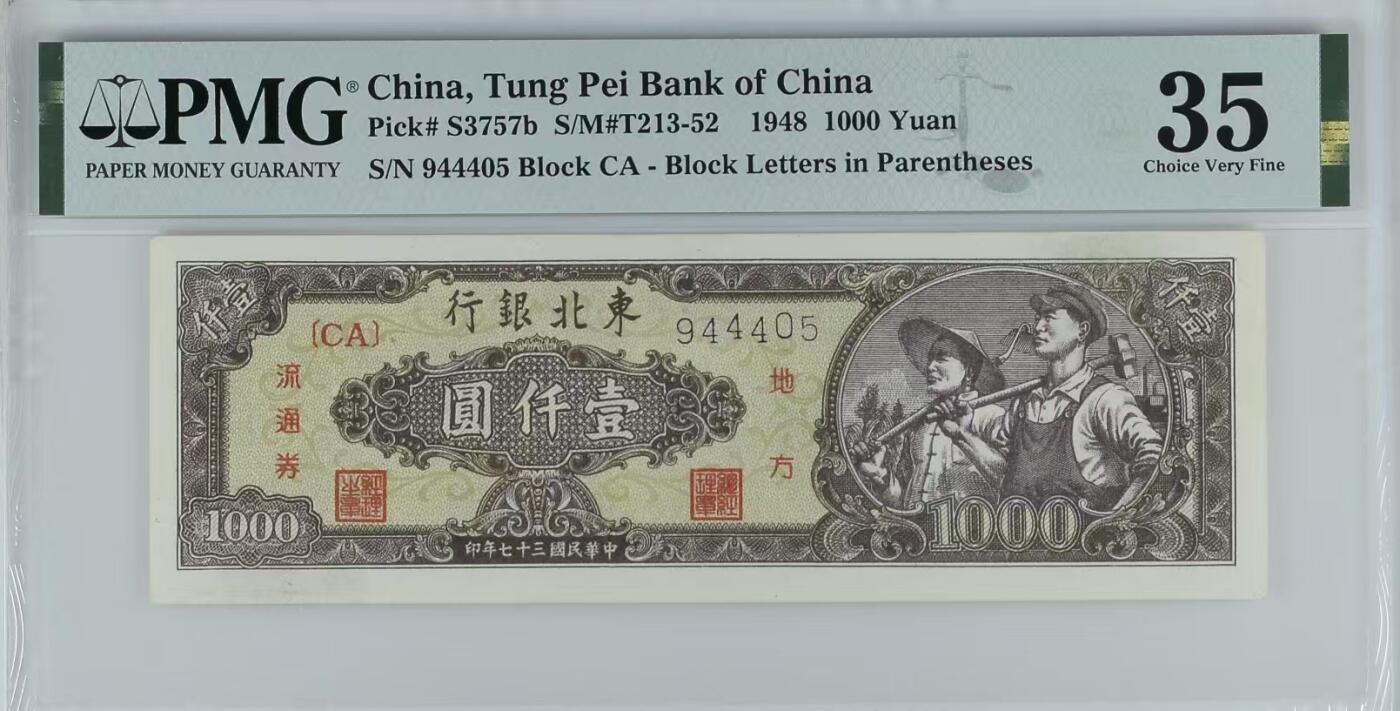 PMG® China, Tung Pei Bank of China
Pick# S3757b S/M#T213-52 1948 1000 Yuan
PAPER MONEY GUARANTY
S/N 944405 Block CA - Block Letters in Parentheses
35
Choice Very Fine
壹仟
行銀北東
仟壹
(CA)
944405
流通券
圓仟壹
地方
1000
印年七十三國民華中
1000